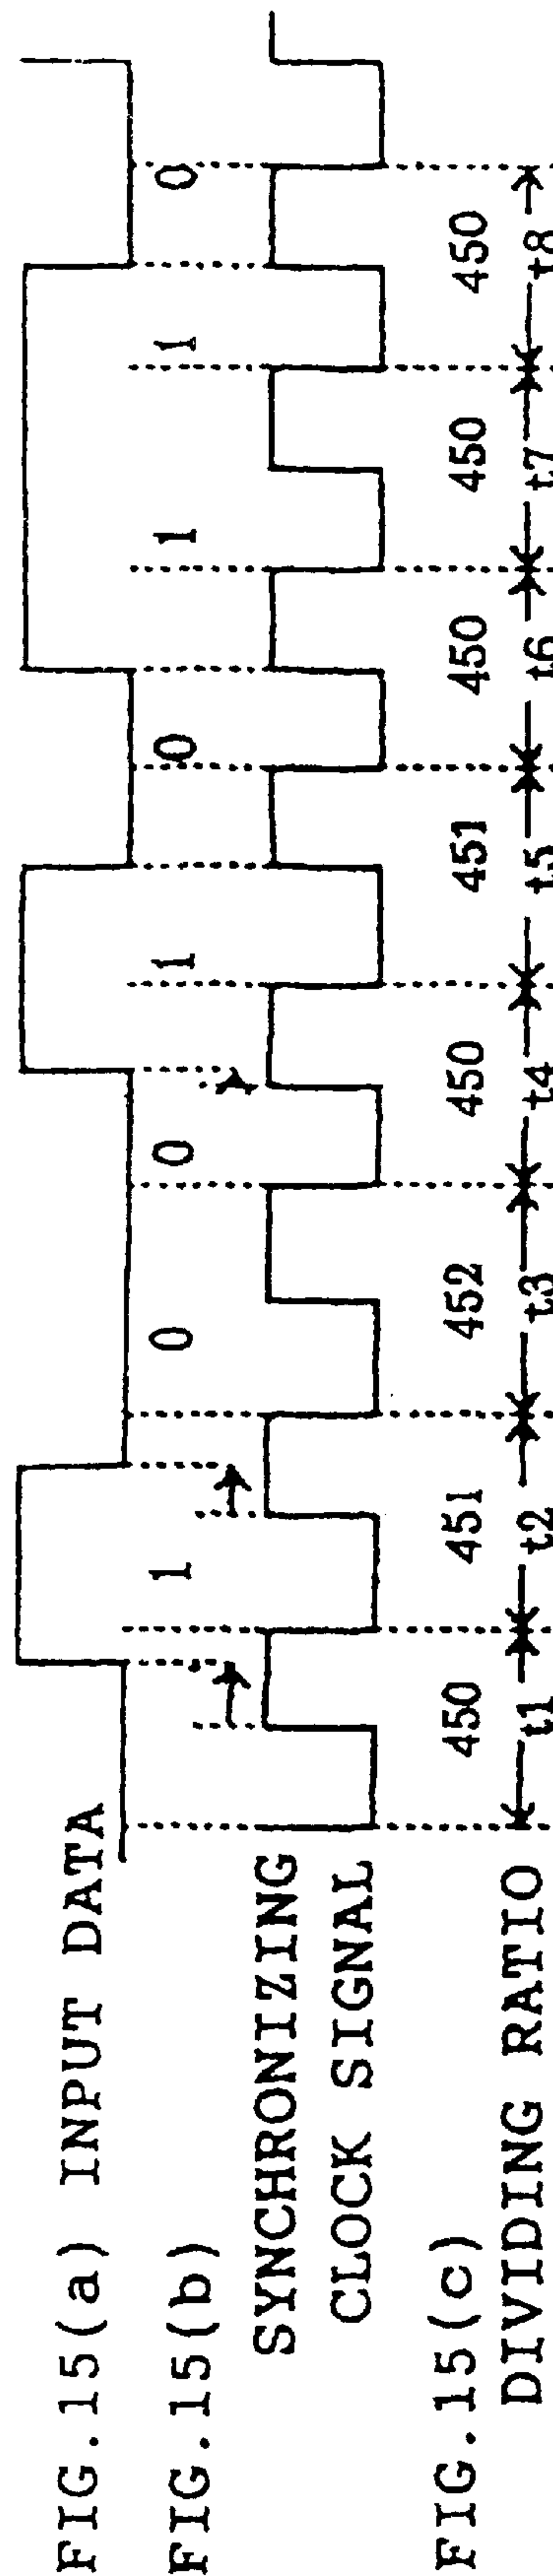 FIG.15(a) INPUT DATA
1 0 0 1 0 1 1 0
FIG.15(b)
SYNCHRONIZING
CLOCK SIGNAL
450 451 452 450 451 450 450 450
FIG.15(c)
DIVIDING RATIO
t1 t2 t3 t4 t5 t6 t7 t8